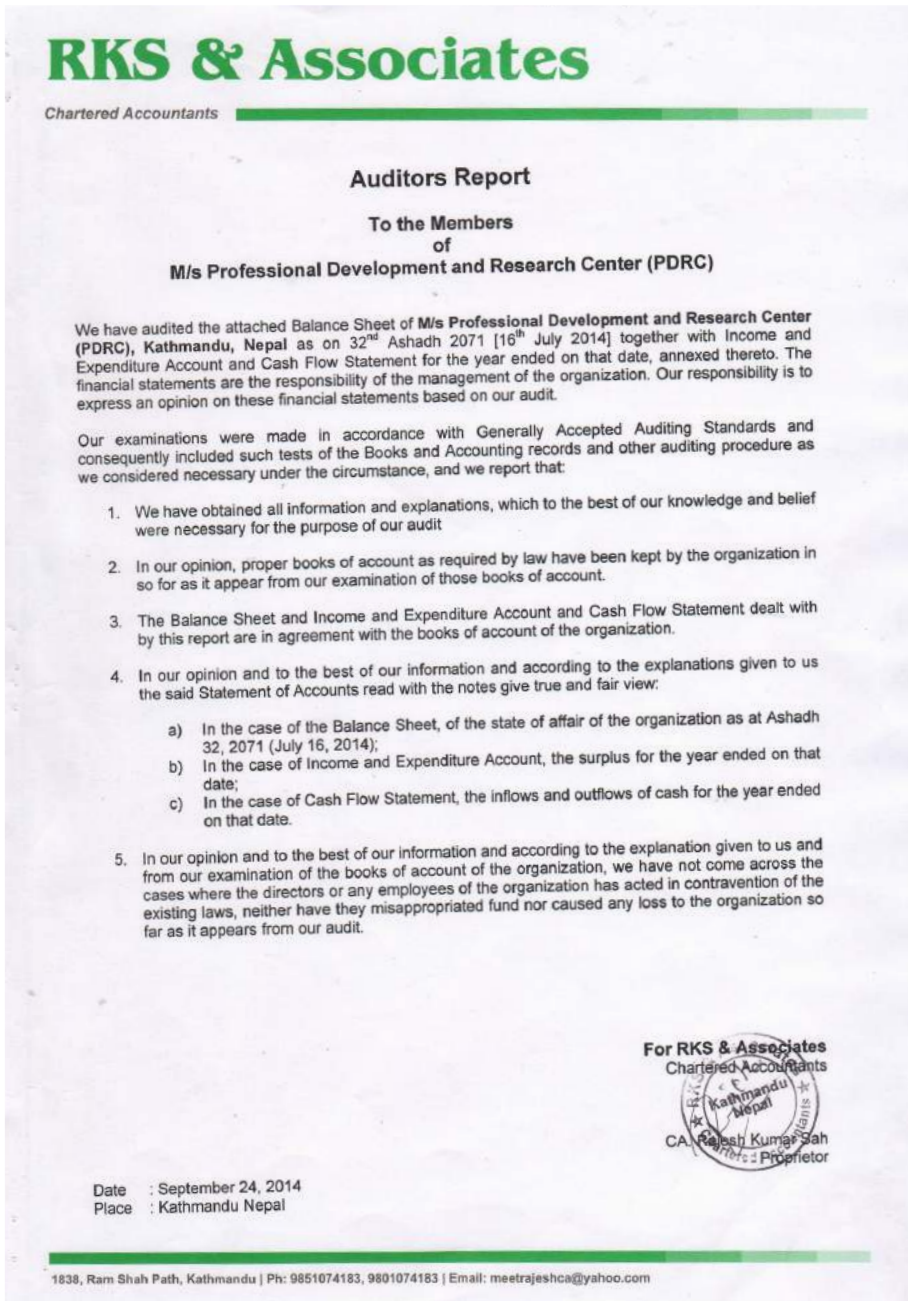 RKS & Associates
Chartered Accountants
Auditors Report
To the Members
of
M/s Professional Development and Research Center (PDRC)
We have audited the attached Balance Sheet of M/s Professional Development and Research Center
(PDRC), Kathmandu, Nepal as on 32nd Ashadh 2071 [16th July 2014] together with Income and
Expenditure Account and Cash Flow Statement for the year ended on that date, annexed thereto. The
financial statements are the responsibility of the management of the organization. Our responsibility is to
express an opinion on these financial statements based on our audit.
Our examinations were made in accordance with Generally Accepted Auditing Standards and
consequently included such tests of the Books and Accounting records and other auditing procedure as
we considered necessary under the circumstance, and we report that:
1. We have obtained all information and explanations, which to the best of our knowledge and belief
were necessary for the purpose of our audit
2. In our opinion, proper books of account as required by law have been kept by the organization in
so for as it appear from our examination of those books of account.
3. The Balance Sheet and Income and Expenditure Account and Cash Flow Statement dealt with
by this report are in agreement with the books of account of the organization.
4. In our opinion and to the best of our information and according to the explanations given to us
the said Statement of Accounts read with the notes give true and fair view:
a) In the case of the Balance Sheet, of the state of affair of the organization as at Ashadh
32, 2071 (July 16, 2014);
b) In the case of Income and Expenditure Account, the surplus for the year ended on that
date;
c) In the case of Cash Flow Statement, the inflows and outflows of cash for the year ended
on that date.
5. In our opinion and to the best of our information and according to the explanation given to us and
from our examination of the books of account of the organization, we have not come across the
cases where the directors or any employees of the organization has acted in contravention of the
existing laws, neither have they misappropriated fund nor caused any loss to the organization so
far as it appears from our audit.
For RKS & Associates
Chartered Accountants
Kathmandu
Nepal
CA. Rajesh Kumar Sah
Proprietor
Date : September 24, 2014
Place : Kathmandu Nepal
1838, Ram Shah Path, Kathmandu | Ph: 9851074183, 9801074183 | Email: meetrajeshca@yahoo.com